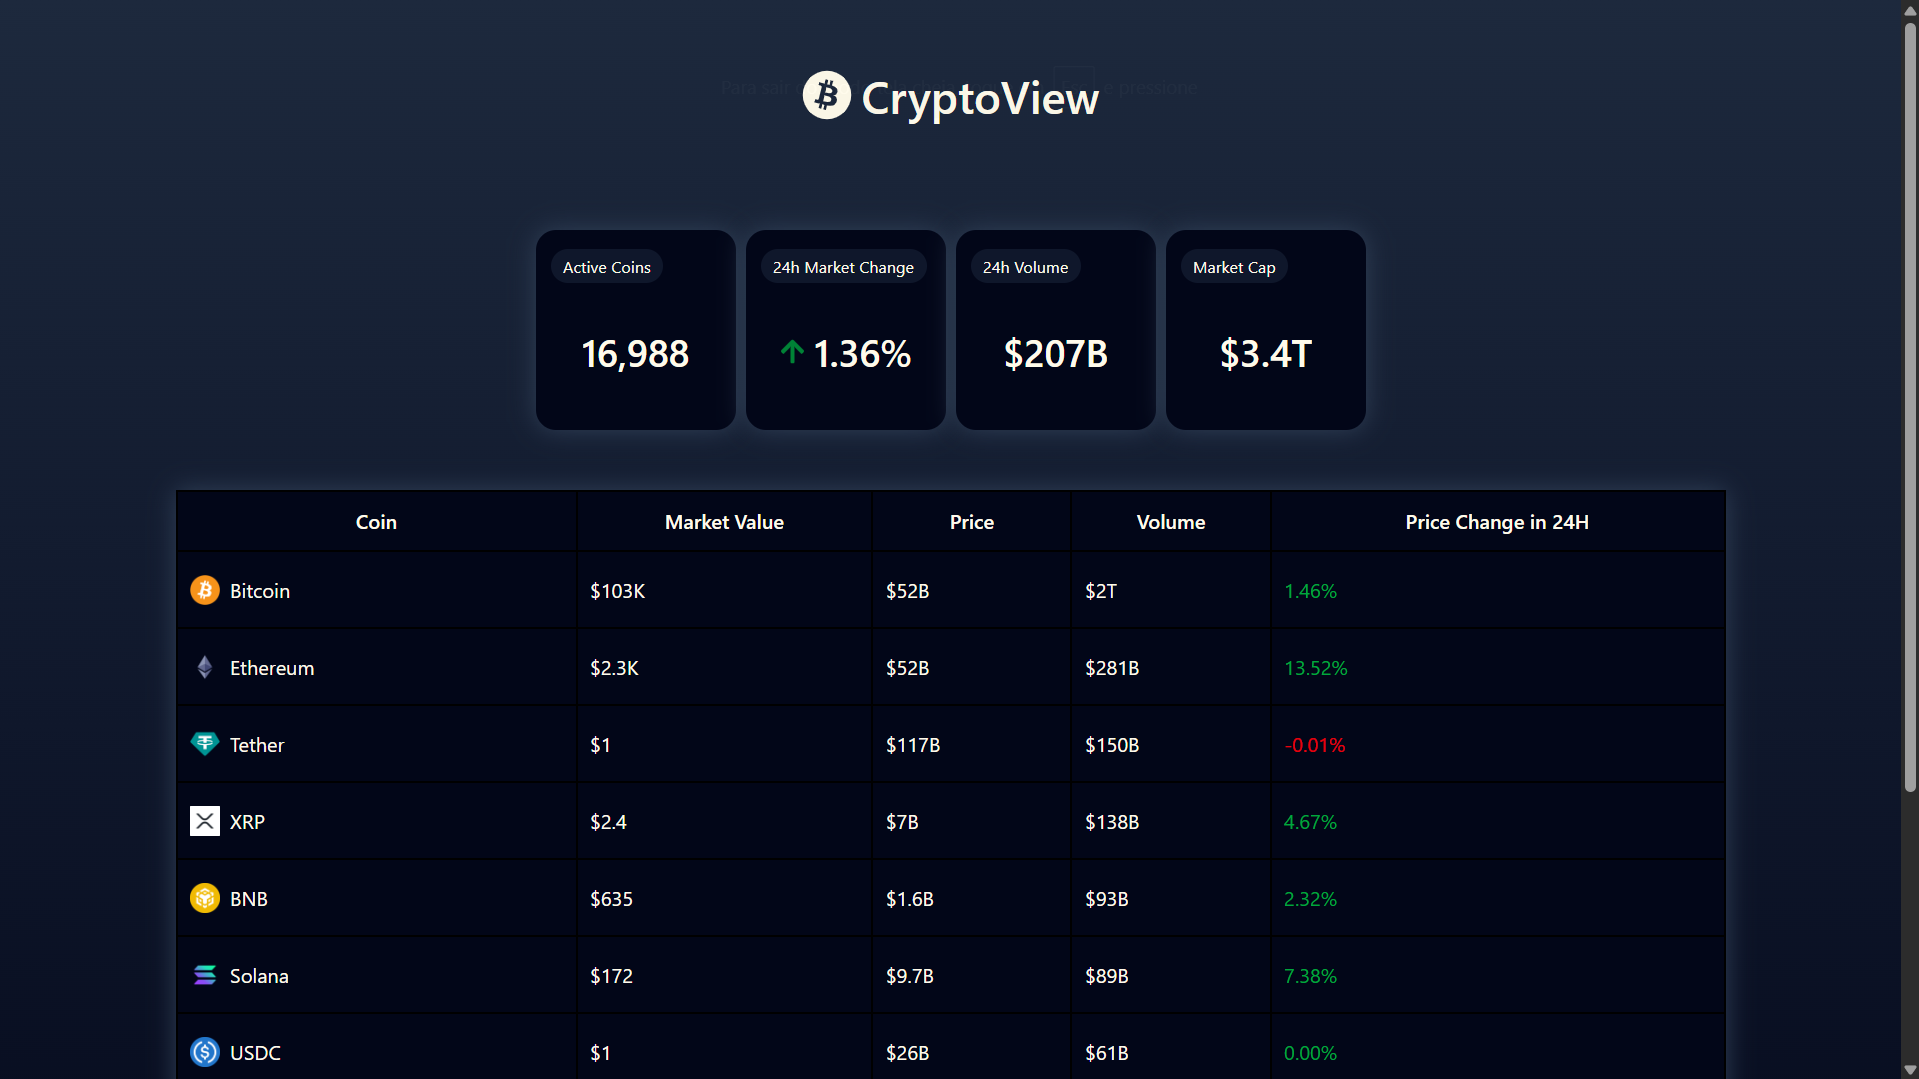 Para sair
e pressione
CryptoView
Active Coins 24h Market Change 24h Volume Market Cap
16,988 1.36% $207B $3.4T
Coin Market Value Price Volume Price Change in 24H
Bitcoin $103K $52B $2T 1.46%
Ethereum $2.3K $52B $281B 13.52%
Tether $1 $117B $150B -0.01%
XRP $2.4 $7B $138B 4.67%
BNB $635 $1.6B $93B 2.32%
Solana $172 $9.7B $89B 7.38%
USDC $1 $26B $61B 0.00%